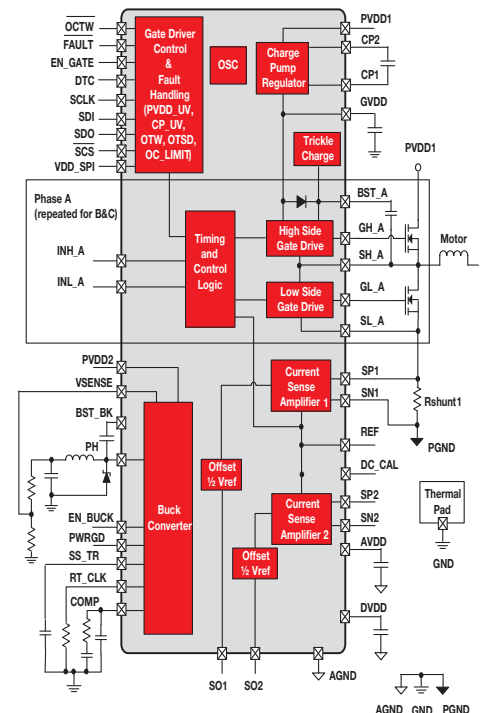 OCTW
FAULT
EN_GATE
DTC
SCLK
SDI
SDO
SCS
VDD_SPI
Gate Driver
Control
&
Fault
Handling
(PVDD_UV,
CP_UV,
OTW, OTSD,
OC_LIMIT)
OSC
Charge
Pump
Regulator
Trickle
Charge
PVDD1
CP2
CP1
GVDD
PVDD1
Phase A
(repeated for B&C)
INH_A
INL_A
Timing
and
Control
Logic
High Side
Gate Drive
Low Side
Gate Drive
BST_A
GH_A
SH_A
GL_A
SL_A
Motor
PVDD2
VSENSE
BST_BK
PH
EN_BUCK
PWRGD
SS_TR
RT_CLK
COMP
Buck
Converter
Offset
½ Vref
Offset
½ Vref
Current
Sense
Amplifier 1
Current
Sense
Amplifier 2
SP1
SN1
REF
DC_CAL
SP2
SN2
AVDD
DVDD
Rshunt1
PGND
Thermal
Pad
GND
SO1
SO2
AGND
AGND
GND
PGND